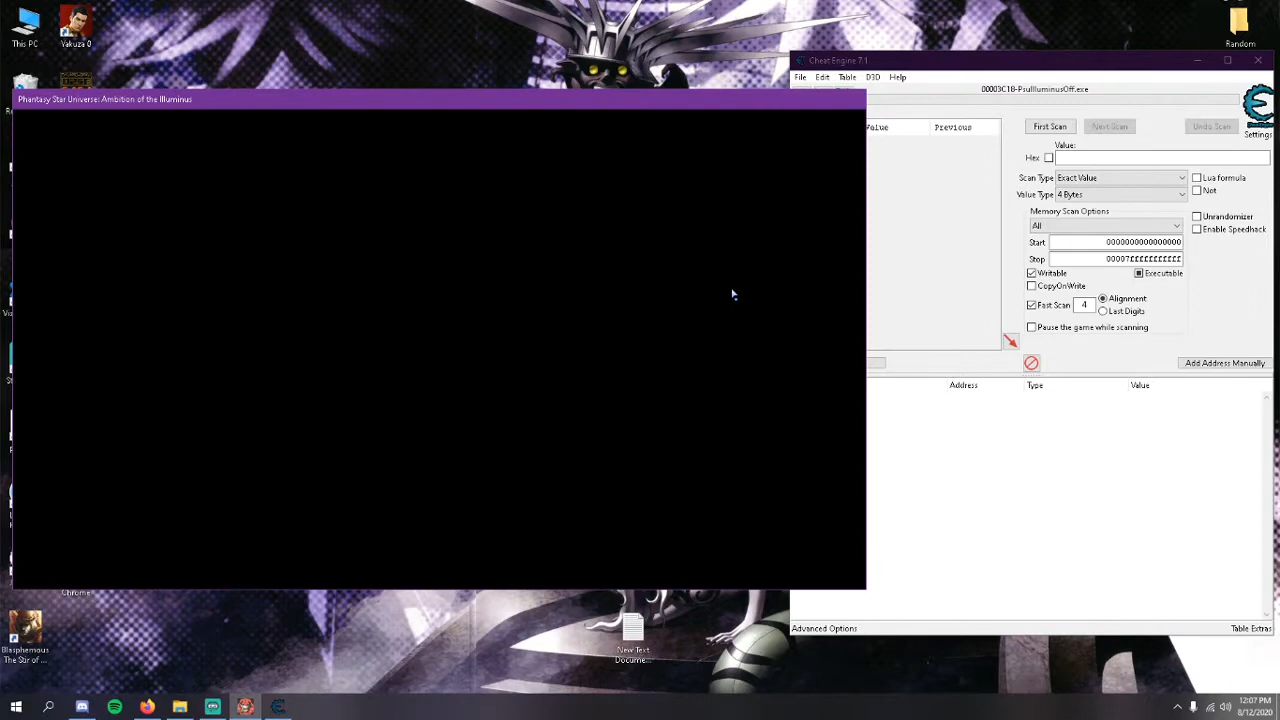 This PC
Yakuza 0
Random
Cheat Engine 7.1
File Edit Table D3D Help
00003C18-PsuIlluminusOff.exe
Phantasy Star Universe: Ambition of the Illuminus
Value Previous
First Scan Next Scan Undo Scan
Settings
Value:
Hex
Scan Type Exact Value Lua formula
Not
Value Type 4 Bytes
Memory Scan Options
All
Unrandomizer
Enable Speedhack
Start 0000000000000000
Stop 00007fffffffffff
Writable Executable
CopyOnWrite
Fast Scan 4 Alignment
Last Digits
Pause the game while scanning
Add Address Manually
Address Type Value
Advanced Options Table Extras
Chrome
Blasphemous
The Stir of ...
New Text
Docume...
12:07 PM
8/12/2020